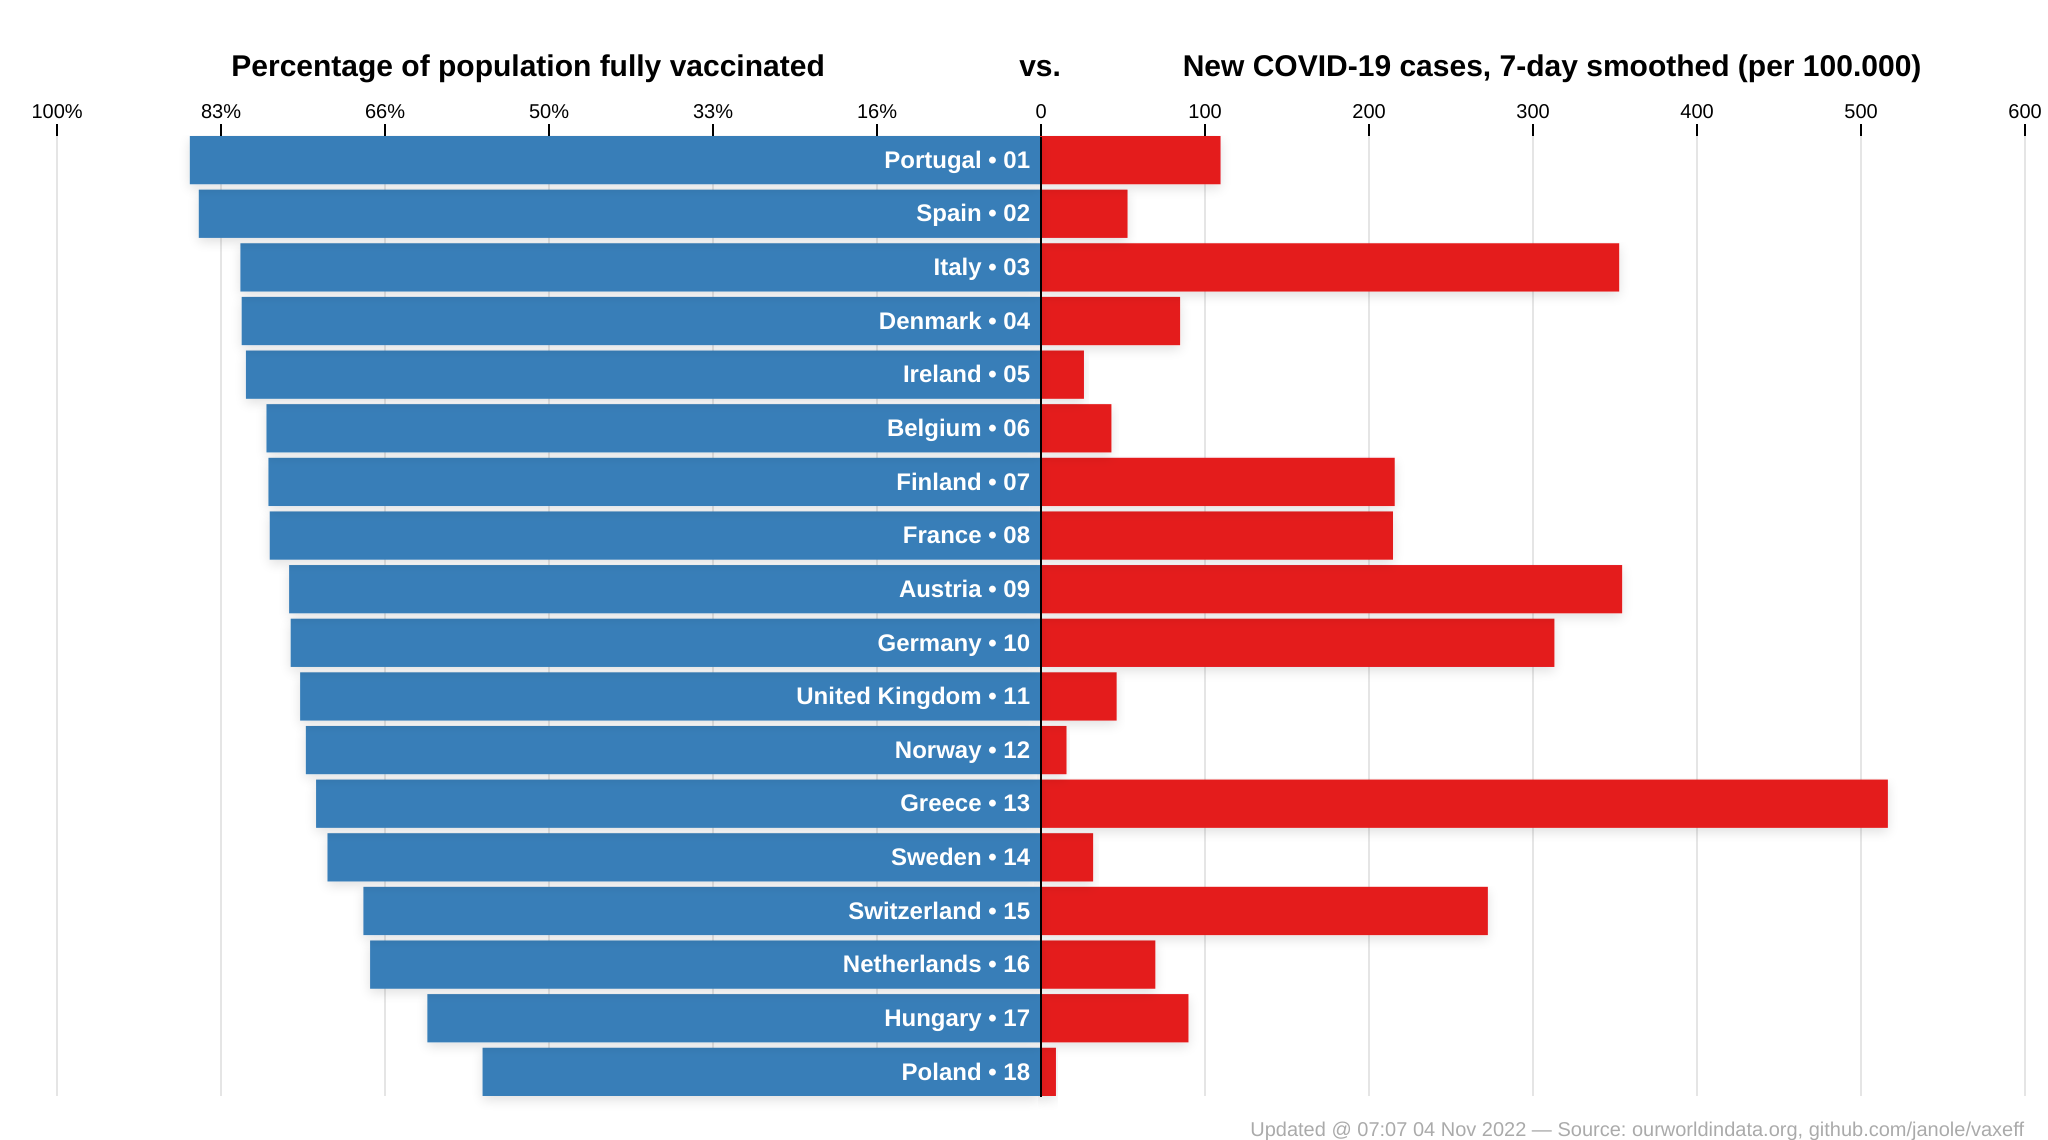 Percentage of population fully vaccinated vs. New COVID-19 cases, 7-day smoothed (per 100.000)
100% 83% 66% 50% 33% 16% 0 100 200 300 400 500 600
Portugal • 01
Spain • 02
Italy • 03
Denmark • 04
Ireland • 05
Belgium • 06
Finland • 07
France • 08
Austria • 09
Germany • 10
United Kingdom • 11
Norway • 12
Greece • 13
Sweden • 14
Switzerland • 15
Netherlands • 16
Hungary • 17
Poland • 18
Updated @ 07:07 04 Nov 2022 — Source: ourworldindata.org, github.com/janole/vaxeff